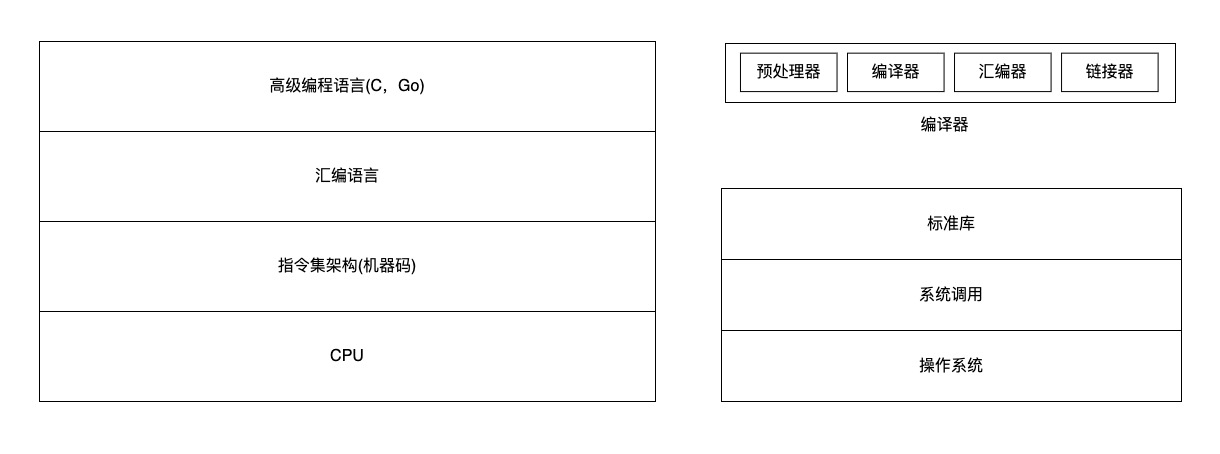 高级编程语言(C，Go)
汇编语言
指令集架构(机器码)
CPU
预处理器
编译器
汇编器
链接器
编译器
标准库
系统调用
操作系统